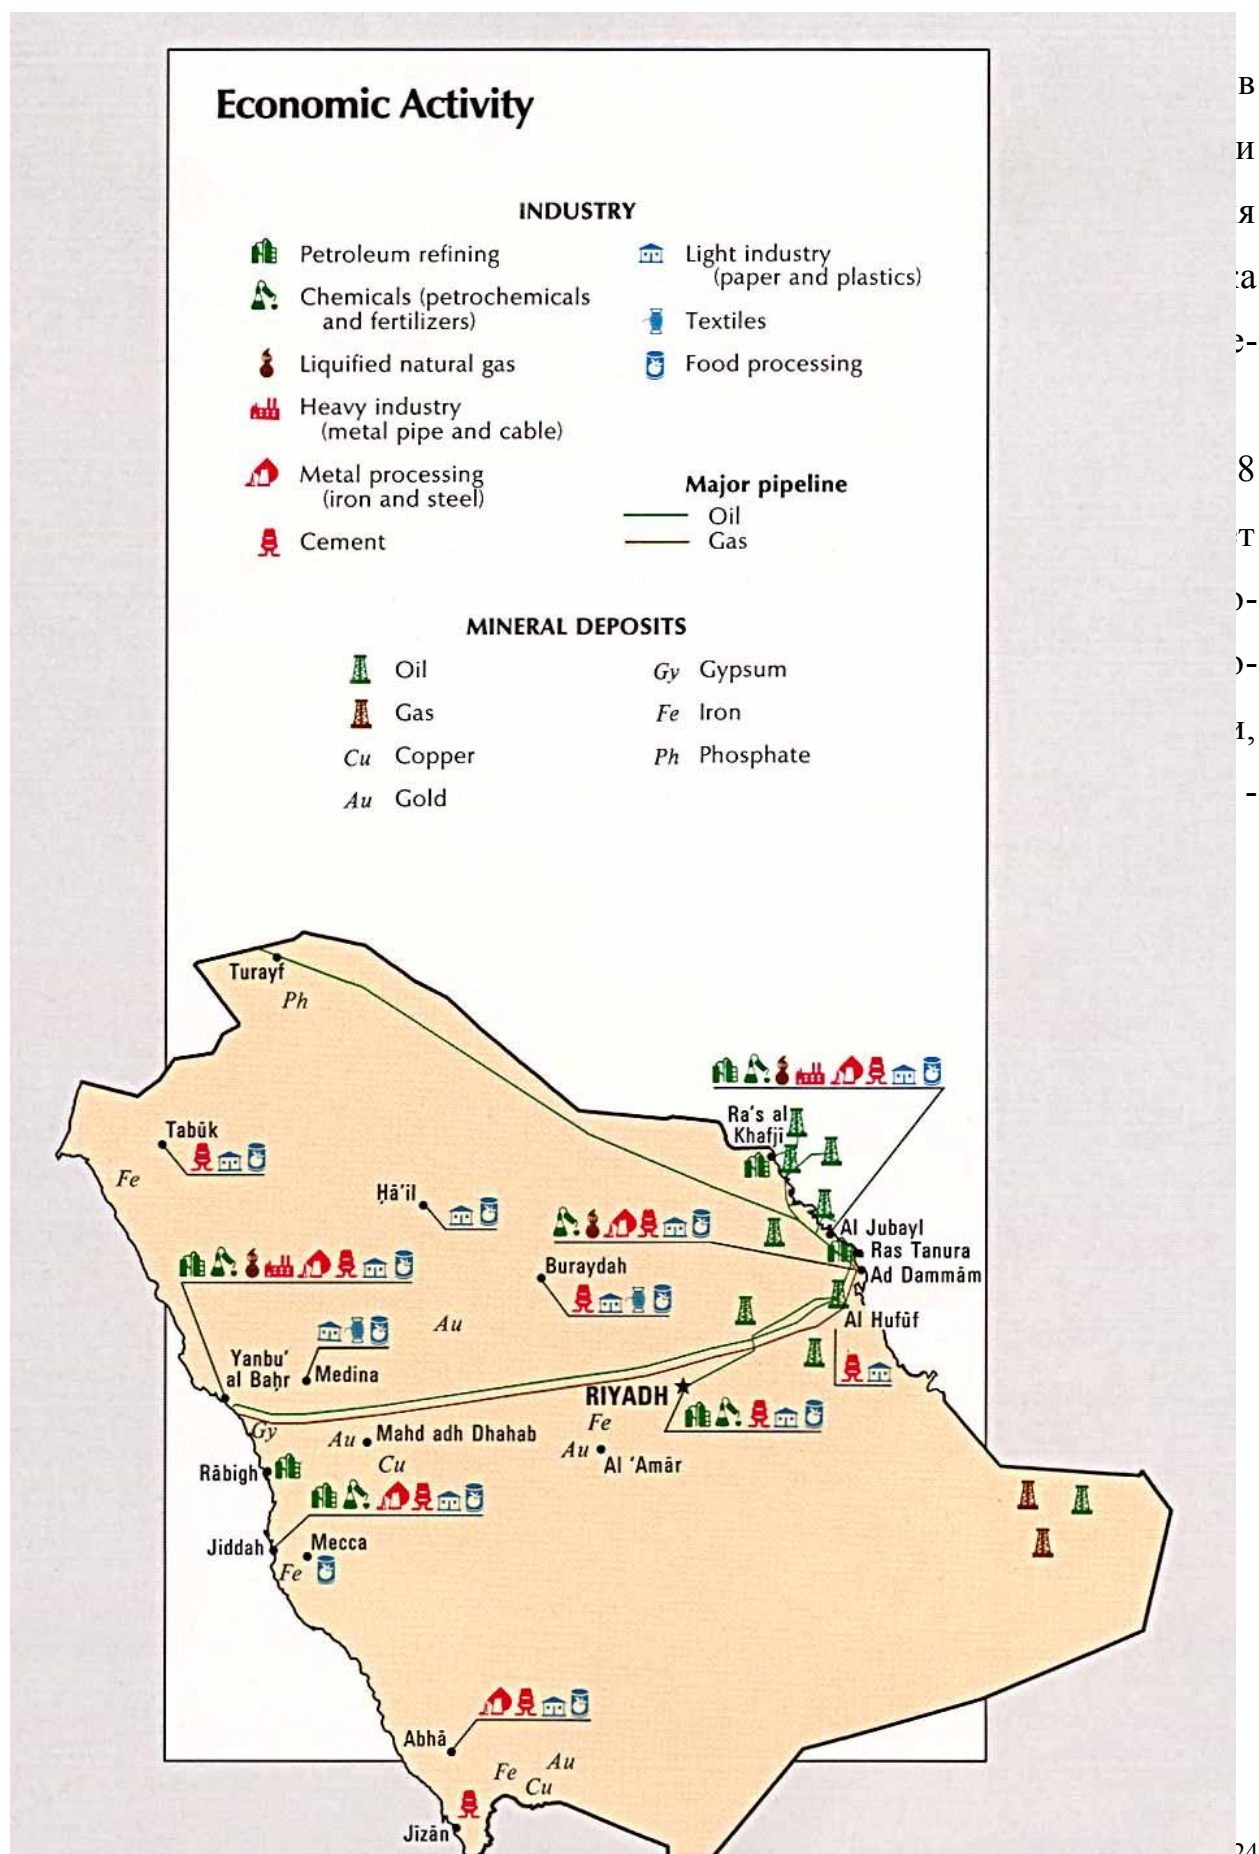 Economic Activity
INDUSTRY
Petroleum refining
Chemicals (petrochemicals
and fertilizers)
Liquified natural gas
Heavy industry
(metal pipe and cable)
Metal processing
(iron and steel)
Cement
Light industry
(paper and plastics)
Textiles
Food processing
Major pipeline
Oil
Gas
MINERAL DEPOSITS
Oil
Gas
Cu Copper
Au Gold
Gy Gypsum
Fe Iron
Ph Phosphate
Turayf
Ph
Tabūk
Fe
Ḥā'il
Ra's al
Khafji
Al Jubayl
Ras Tanura
Ad Dammām
Buraydah
Au
Al Hufūf
Yanbu'
al Baḥr
Medina
RIYADH
Fe
Gy
Au
Mahd adh Dhahab
Cu
Au
Al 'Amār
Rābigh
Jiddah
Mecca
Fe
Abhā
Fe
Au
Cu
Jīzān
в
и
я
е-
8
-